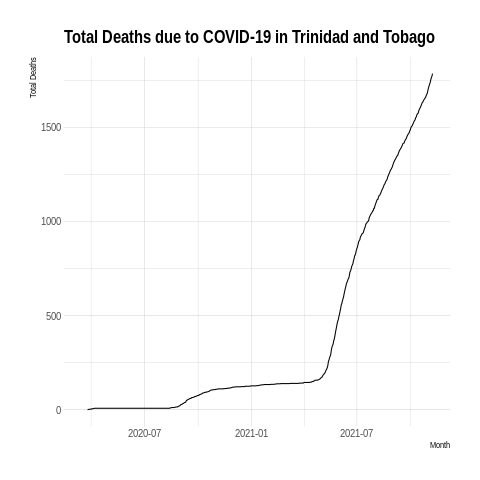 Total Deaths due to COVID-19 in Trinidad and Tobago
Total Deaths
1500
1000
500
0
2020-07 2021-01 2021-07
Month